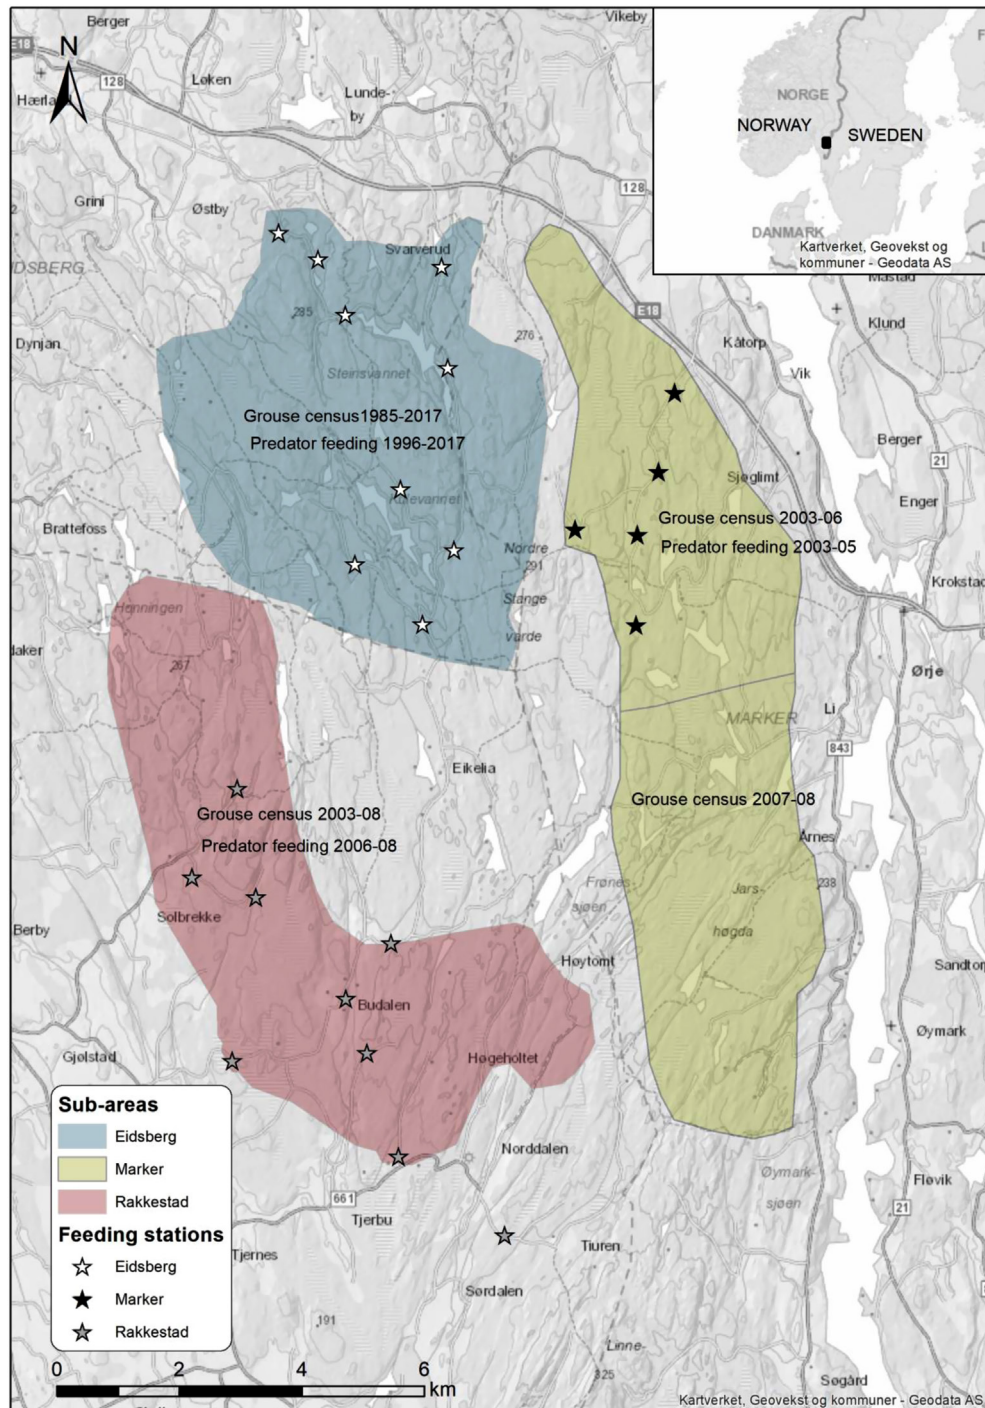 Berger
Vikeby
E18
N
128
Løken
Lunde-
by
Hærland
NORGE
NORWAY
SWEDEN
DANMARK
Kartverket, Geovekst og
kommuner - Geodata AS
128
Grini
Østby
Svarverud
IDSBERG
Mastad
285
276
E18
Klund
Dynjan
Kåtorp
Steinsvannet
Vik
Grouse census1985-2017
Predator feeding 1996-2017
Berger
21
Sjøglimt
Enger
Brattefoss
Grouse census 2003-06
Predator feeding 2003-05
Nordre
291
Stange
varde
Krokstad
Henningen
daker
267
Ørje
Li
MARKER
843
Eikelia
Grouse census 2007-08
Grouse census 2003-08
Predator feeding 2006-08
Årnes
Frønes-
sjøen
Jars-
høgda
238
Solbrekke
Berby
Høytomt
Sandtorp
Budalen
Øymark
Gjølstad
Høgeholtet
Sub-areas
Eidsberg
Marker
Rakkestad
Feeding stations
Eidsberg
Marker
Rakkestad
Norddalen
Øymark-
sjøen
Fløvik
661
21
Tjerbu
Tjernes
Tiuren
Sørdalen
191
Linne-
325
0 2 4 6
km
Søgård
Kartverket, Geovekst og kommuner - Geodata AS